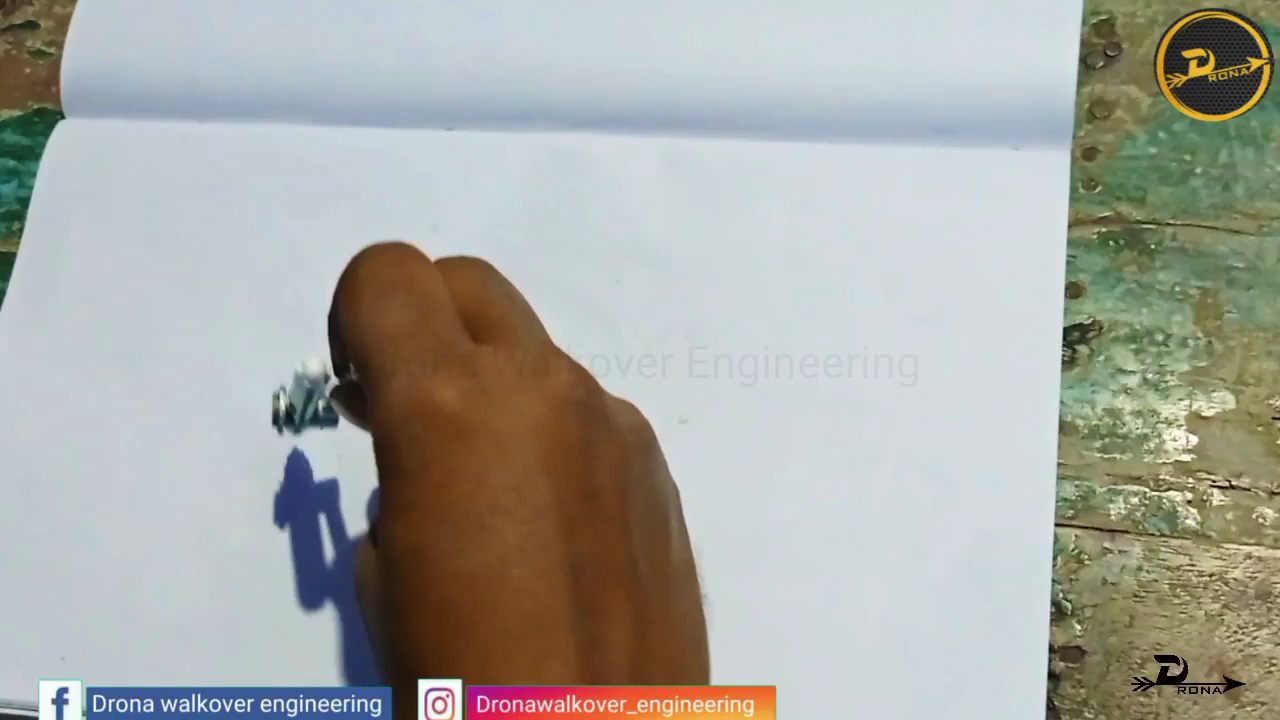 DRONA
Drona Walkover Engineering
DRONA
Drona walkover engineering
Dronawalkover_engineering